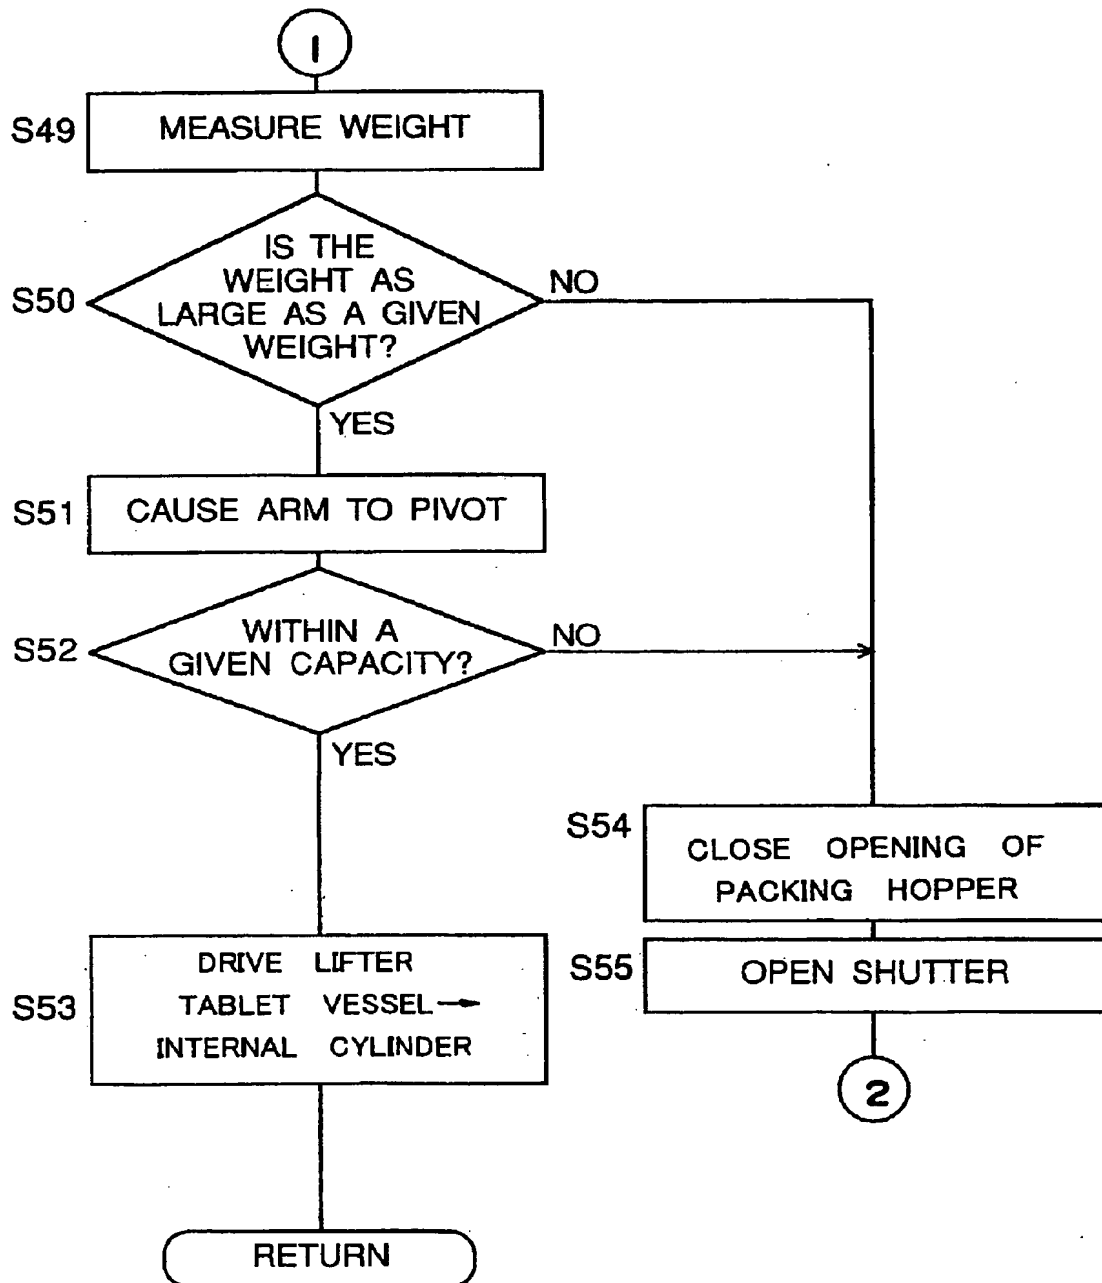 1
S49
MEASURE WEIGHT
S50
IS THE
WEIGHT AS
LARGE AS A GIVEN
WEIGHT?
NO
YES
S51
CAUSE ARM TO PIVOT
S52
WITHIN A
GIVEN CAPACITY?
NO
YES
S54
CLOSE OPENING OF
PACKING HOPPER
S53
DRIVE LIFTER
TABLET VESSEL→
INTERNAL CYLINDER
S55
OPEN SHUTTER
2
RETURN